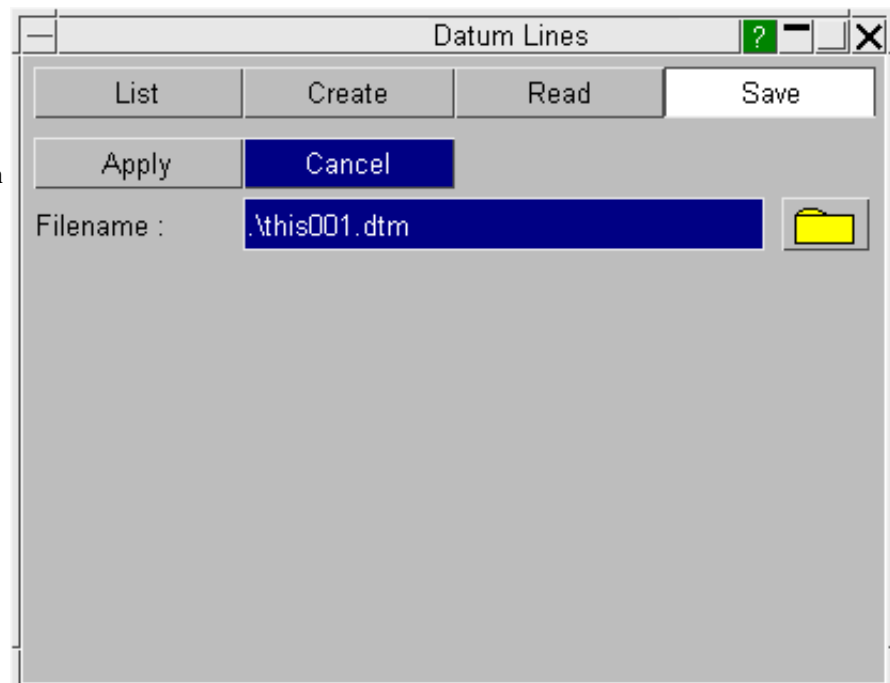 Datum Lines ?
List Create Read Save
Apply Cancel
Filename : .\this001.dtm